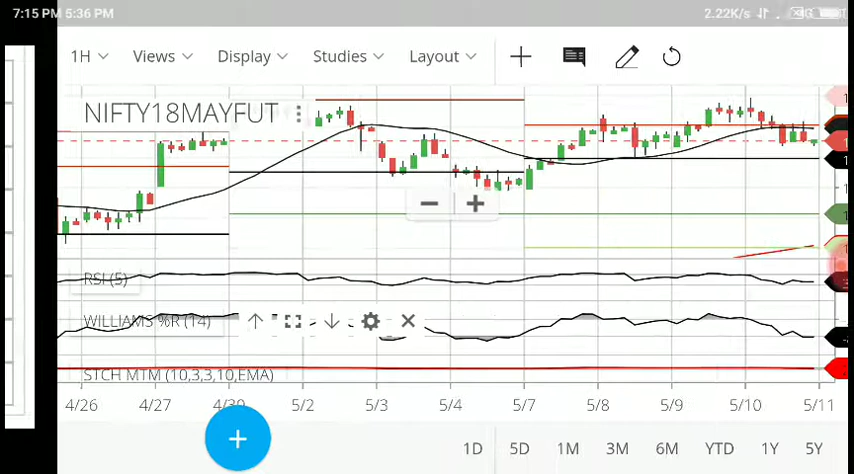 7:15 PM 5:36 PM 2.22K/s
1H Views Display Studies Layout
NIFTY18MAYFUT
RSI (5)
WILLIAMS %R (14)
STCH MTM (10,3,3,10,EMA)
4/26 4/27 4/30 5/2 5/3 5/4 5/7 5/8 5/9 5/10 5/11
1D 5D 1M 3M 6M YTD 1Y 5Y